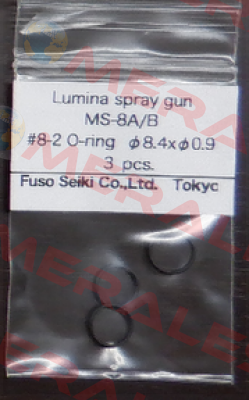 Lumina spray gun
MS-8A/B
#8-2 O-ring φ8.4xφ0.9
3 pcs.
Fuso Seiki Co.,Ltd. Tokyc